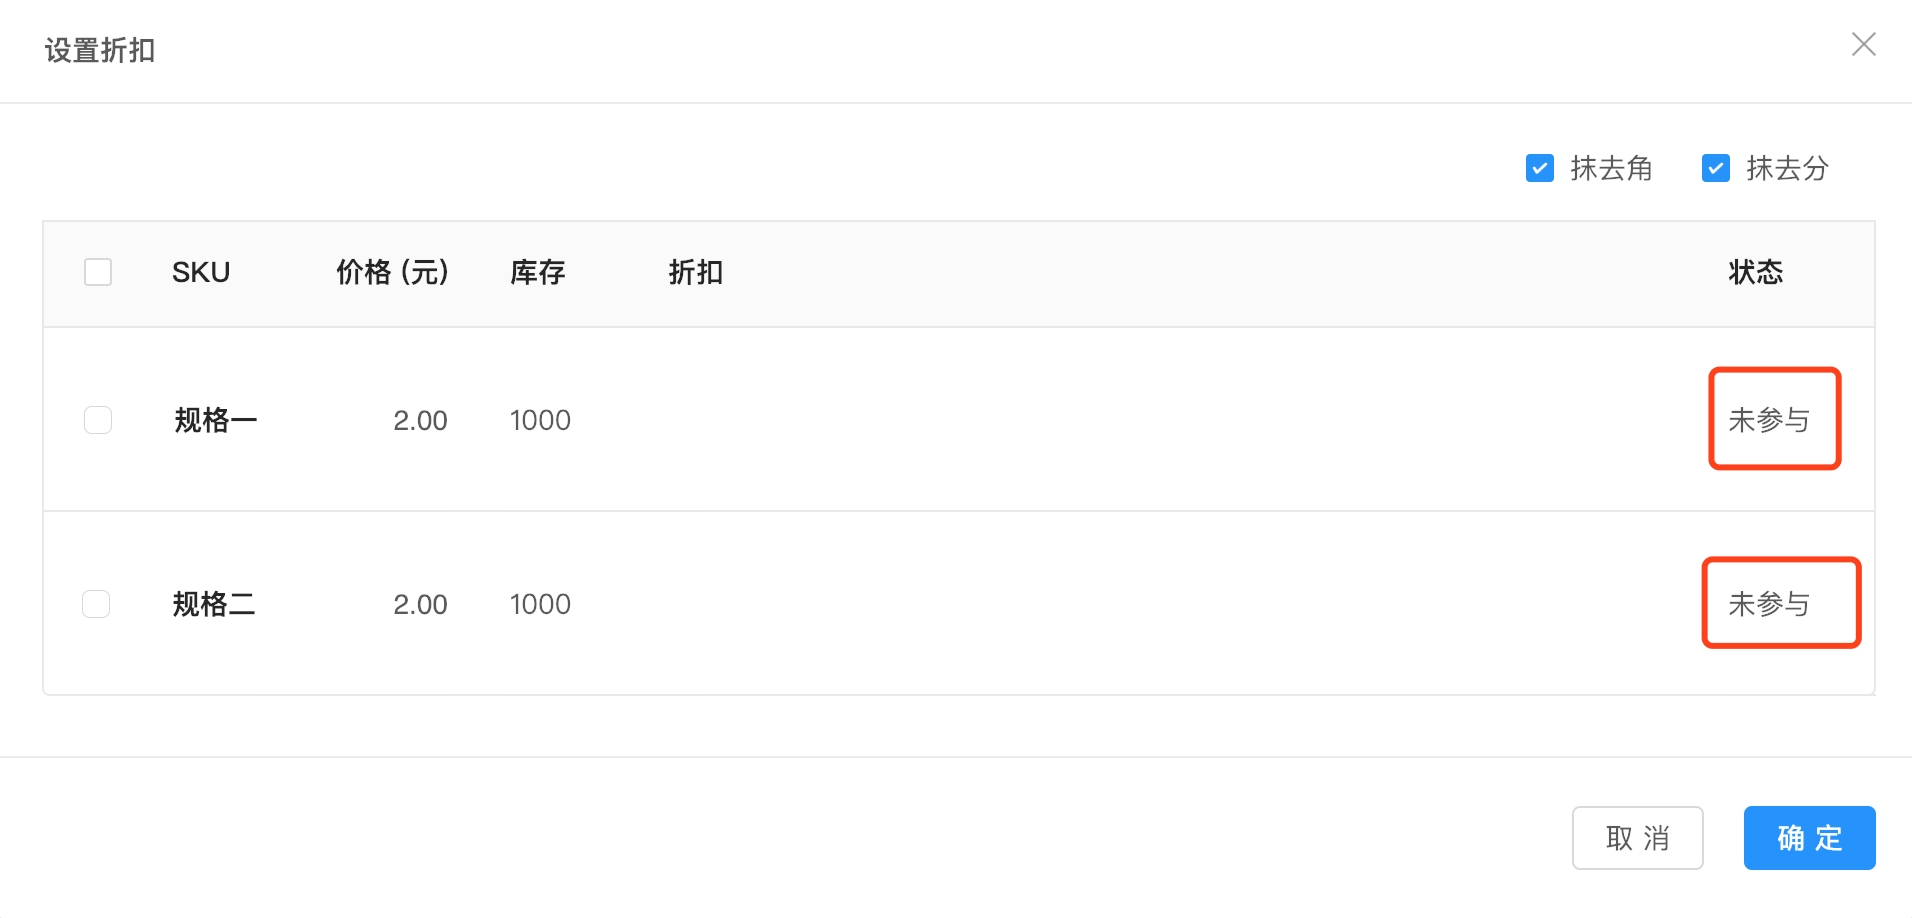 设置折扣
抹去角 抹去分
SKU 价格 (元) 库存 折扣 状态
规格一 2.00 1000 未参与
规格二 2.00 1000 未参与
取 消 确 定